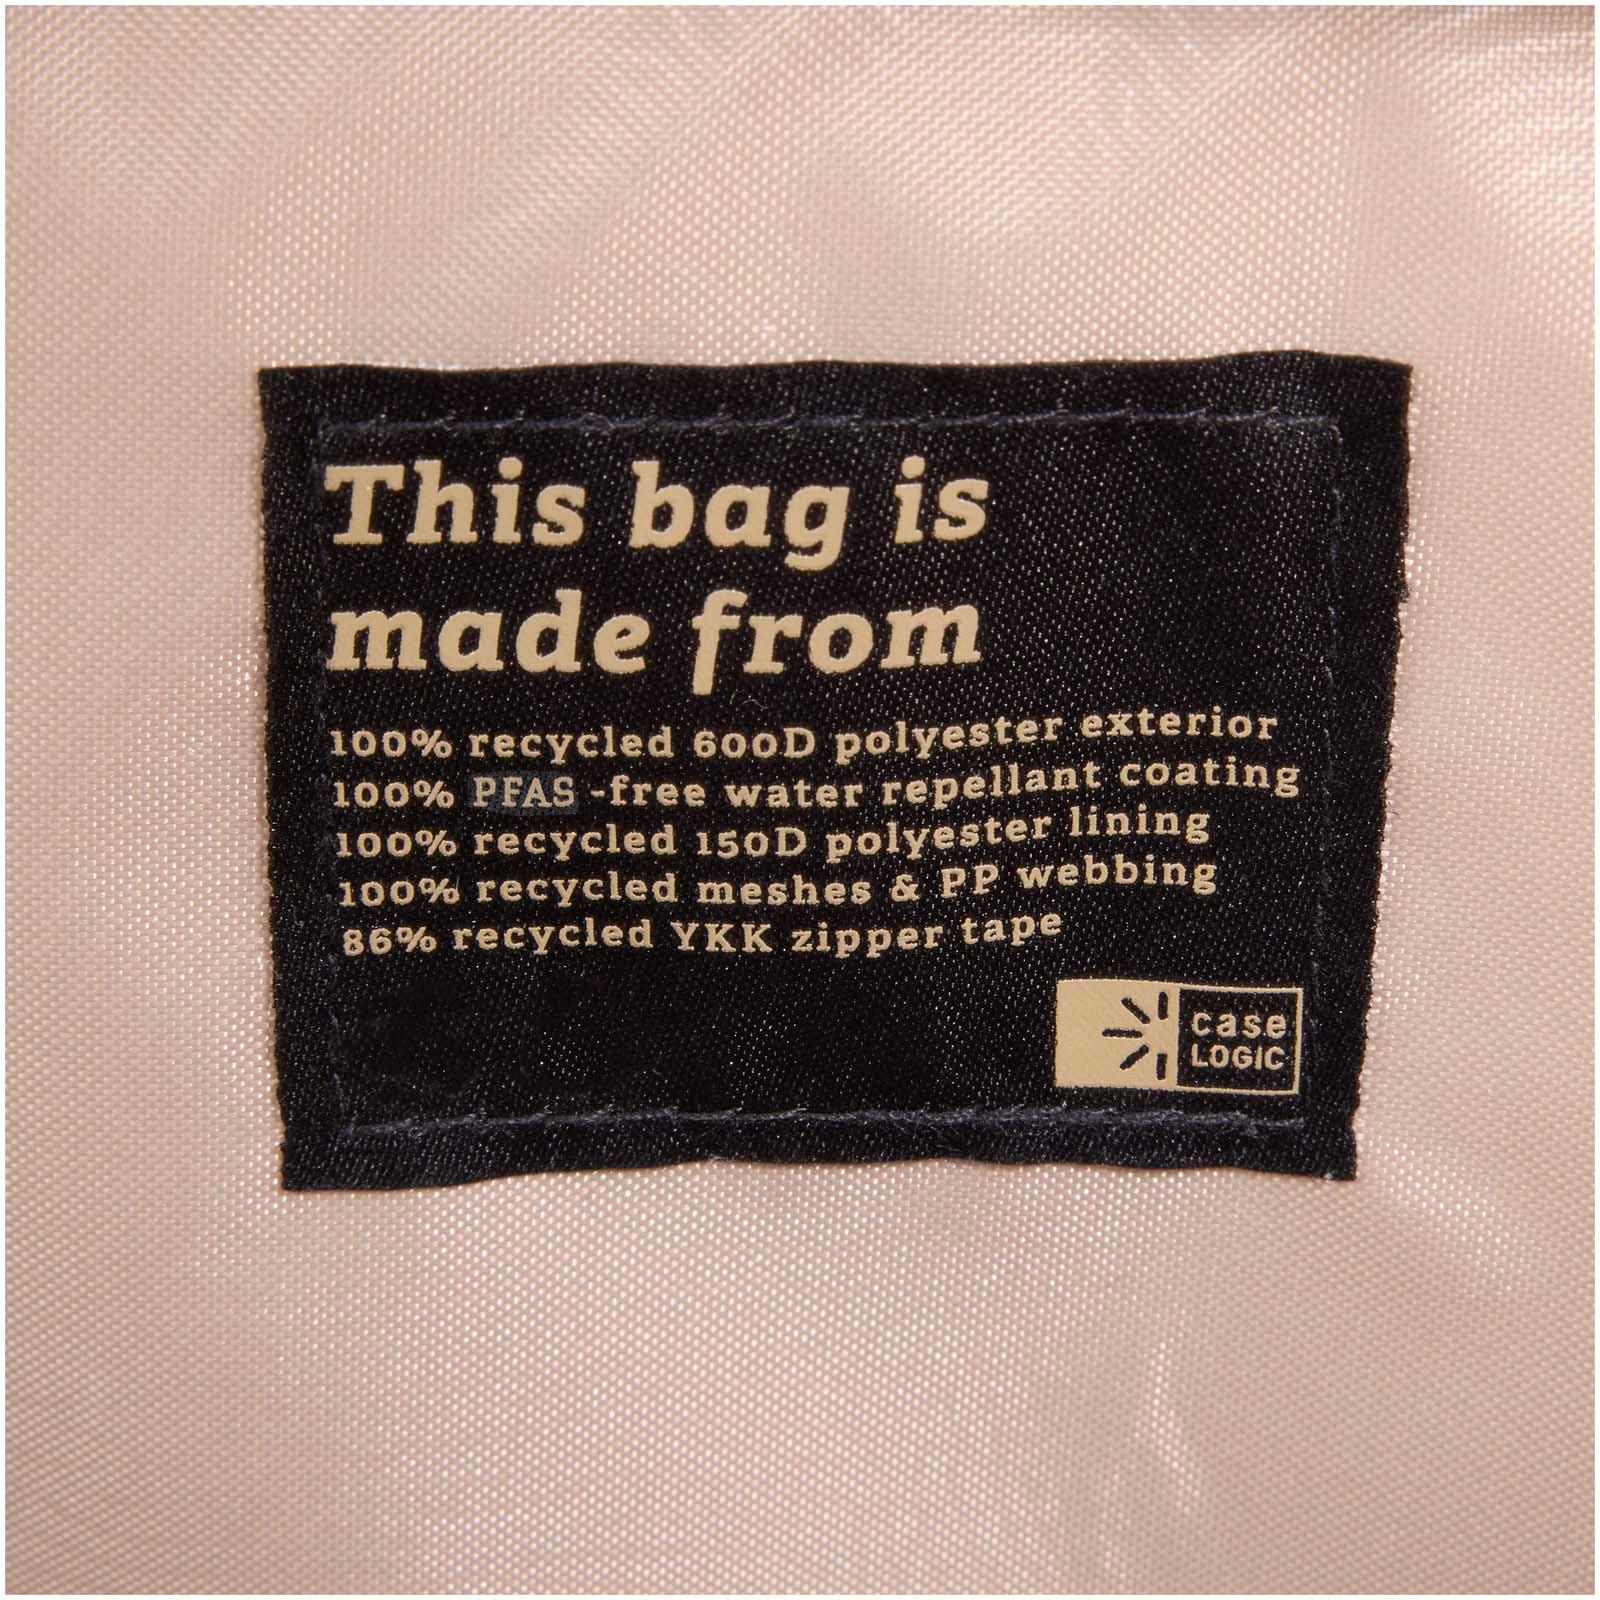 This bag is
made from
100% recycled 600D polyester exterior
100% PFAS -free water repellant coating
100% recycled 150D polyester lining
100% recycled meshes & PP webbing
86% recycled YKK zipper tape
case
LOGIC